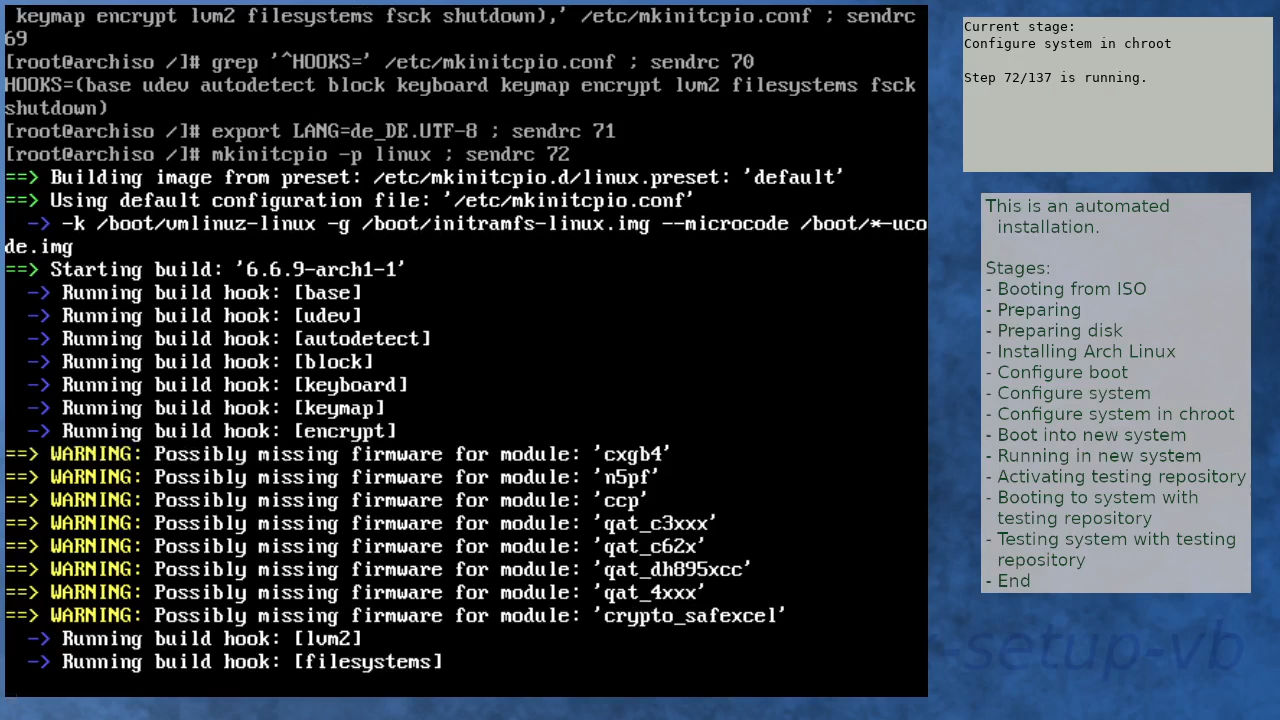 keymap encrypt lvm2 filesystems fsck shutdown),' /etc/mkinitcpio.conf ; sendrc
69
[root@archiso /]# grep '^HOOKS=' /etc/mkinitcpio.conf ; sendrc 70
HOOKS=(base udev autodetect block keyboard keymap encrypt lvm2 filesystems fsck
shutdown)
[root@archiso /]# export LANG=de_DE.UTF-8 ; sendrc 71
[root@archiso /]# mkinitcpio -p linux ; sendrc 72
==> Building image from preset: /etc/mkinitcpio.d/linux.preset: 'default'
==> Using default configuration file: '/etc/mkinitcpio.conf'
  -> -k /boot/vmlinuz-linux -g /boot/initramfs-linux.img --microcode /boot/*-uco
de.img
==> Starting build: '6.6.9-arch1-1'
  -> Running build hook: [base]
  -> Running build hook: [udev]
  -> Running build hook: [autodetect]
  -> Running build hook: [block]
  -> Running build hook: [keyboard]
  -> Running build hook: [keymap]
  -> Running build hook: [encrypt]
==> WARNING: Possibly missing firmware for module: 'cxgb4'
==> WARNING: Possibly missing firmware for module: 'n5pf'
==> WARNING: Possibly missing firmware for module: 'ccp'
==> WARNING: Possibly missing firmware for module: 'qat_c3xxx'
==> WARNING: Possibly missing firmware for module: 'qat_c62x'
==> WARNING: Possibly missing firmware for module: 'qat_dh895xcc'
==> WARNING: Possibly missing firmware for module: 'qat_4xxx'
==> WARNING: Possibly missing firmware for module: 'crypto_safexcel'
  -> Running build hook: [lvm2]
  -> Running build hook: [filesystems]
Current stage:
Configure system in chroot
Step 72/137 is running.
This is an automated
installation.
Stages:
- Booting from ISO
- Preparing
- Preparing disk
- Installing Arch Linux
- Configure boot
- Configure system
- Configure system in chroot
- Boot into new system
- Running in new system
- Activating testing repository
- Booting to system with
testing repository
- Testing system with testing
repository
- End
-setup-vb